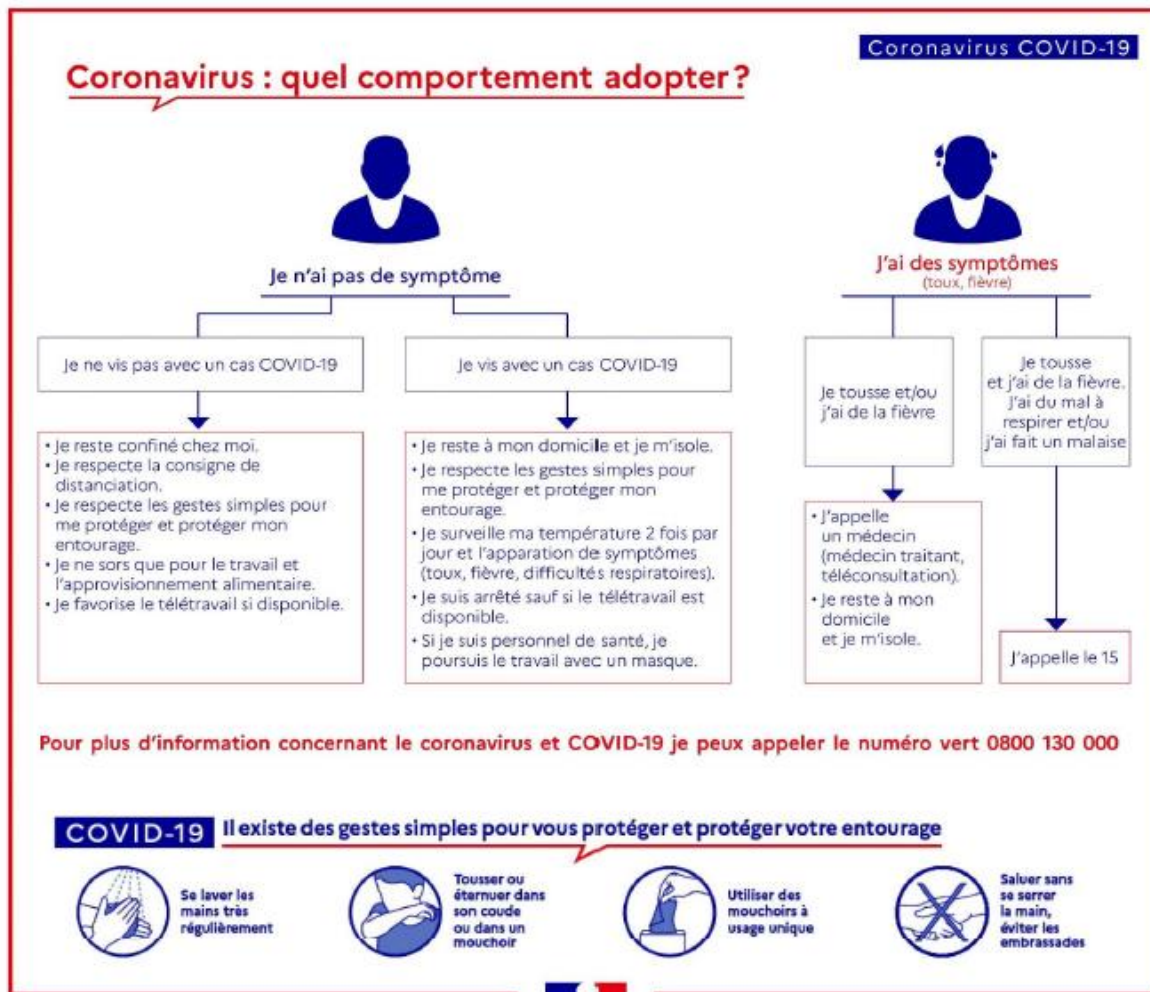 Coronavirus COVID-19
Coronavirus : quel comportement adopter ?
Je n'ai pas de symptôme
J'ai des symptômes
(toux, fièvre)
Je ne vis pas avec un cas COVID-19
Je vis avec un cas COVID-19
Je tousse et/ou
j'ai de la fièvre
Je tousse
et j'ai de la fièvre.
J'ai du mal à
respirer et/ou
j'ai fait un malaise
• Je reste confiné chez moi.
• Je respecte la consigne de
distanciation.
• Je respecte les gestes simples pour
me protéger et protéger mon
entourage.
• Je ne sors que pour le travail et
l'approvisionnement alimentaire.
• Je favorise le télétravail si disponible.
• Je reste à mon domicile et je m'isole.
• Je respecte les gestes simples pour
me protéger et protéger mon
entourage.
• Je surveille ma température 2 fois par
jour et l'apparation de symptômes
(toux, fièvre, difficultés respiratoires).
• Je suis arrêté sauf si le télétravail est
disponible.
• Si je suis personnel de santé, je
poursuis le travail avec un masque.
• J'appelle
un médecin
(médecin traitant,
téléconsultation).
• Je reste à mon
domicile
et je m'isole.
J'appelle le 15
Pour plus d'information concernant le coronavirus et COVID-19 je peux appeler le numéro vert 0800 130 000
COVID-19 Il existe des gestes simples pour vous protéger et protéger votre entourage
Se laver les
mains très
régulièrement
Tousser ou
éternuer dans
son coude
ou dans un
mouchoir
Utiliser des
mouchoirs à
usage unique
Saluer sans
se serrer
la main,
éviter les
embrassades